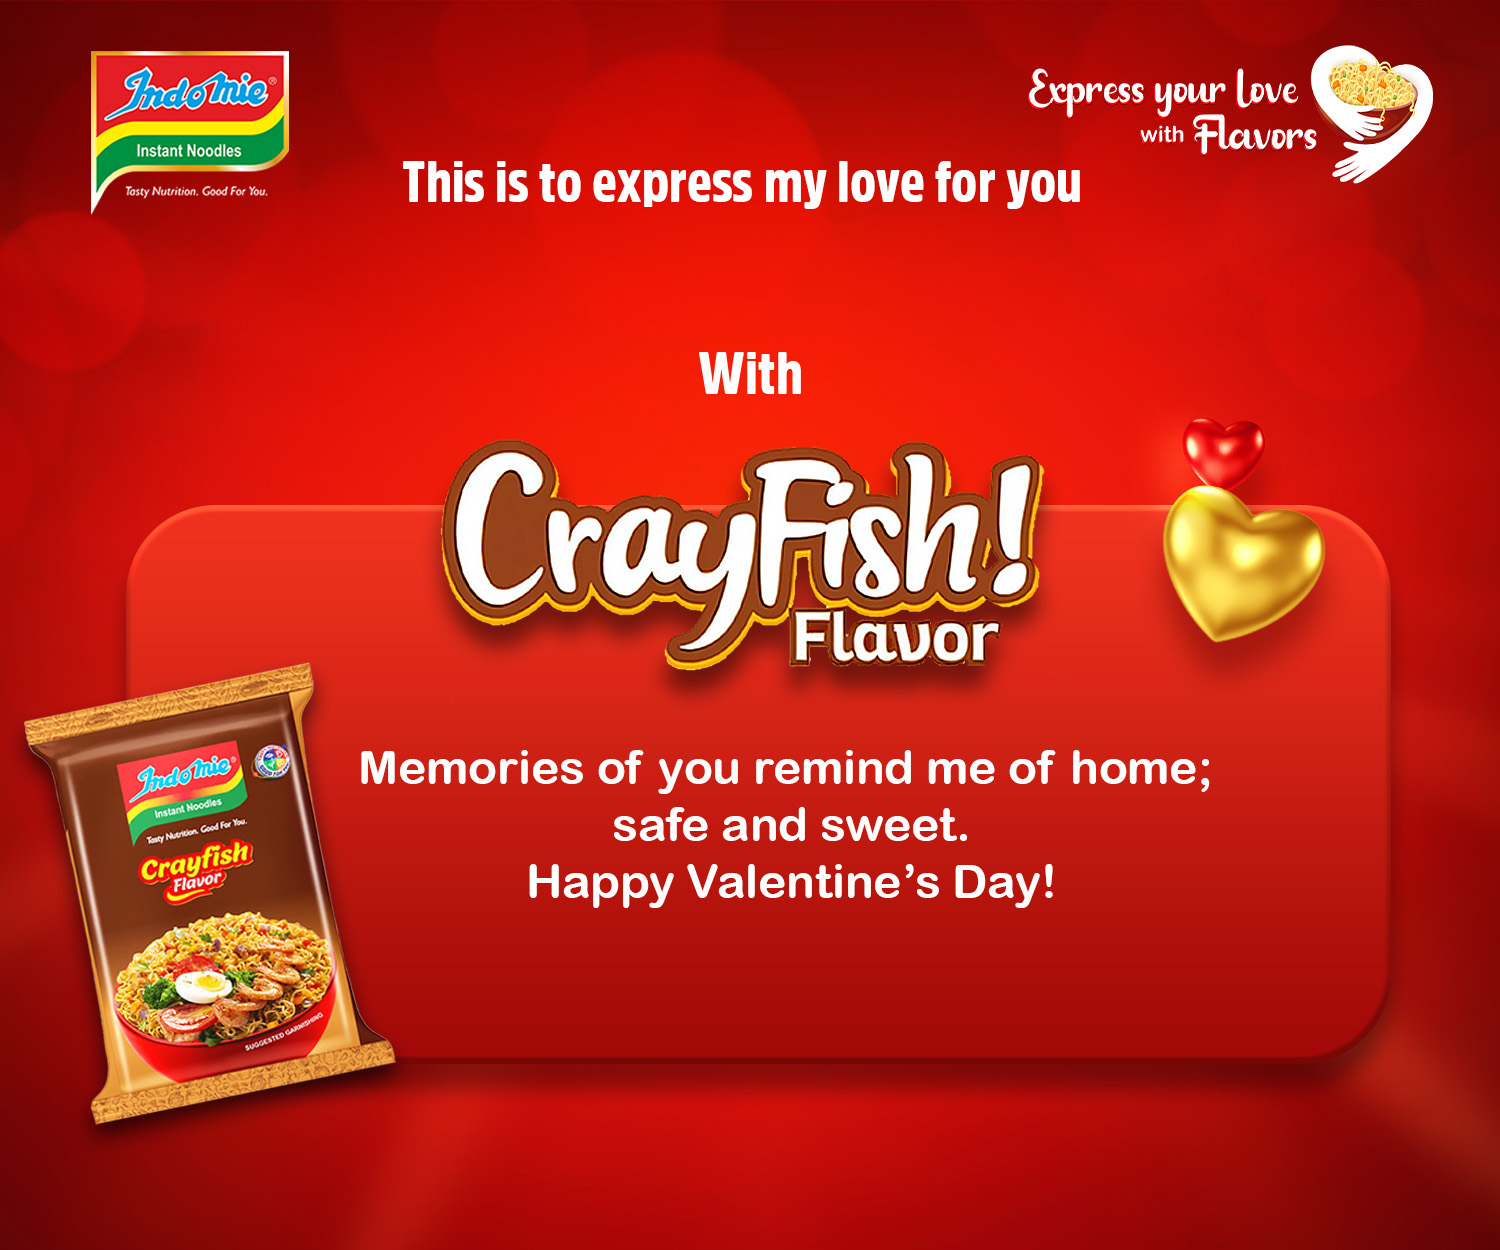 Indomie®
Instant Noodles
Tasty Nutrition. Good For You.
Express your Love
with Flavors
This is to express my love for you
With
CrayFish!
Flavor
Memories of you remind me of home;
safe and sweet.
Happy Valentine’s Day!
Indomie®
Instant Noodles
Tasty Nutrition. Good For You.
Crayfish
Flavor
SUGGESTED GARNISHING